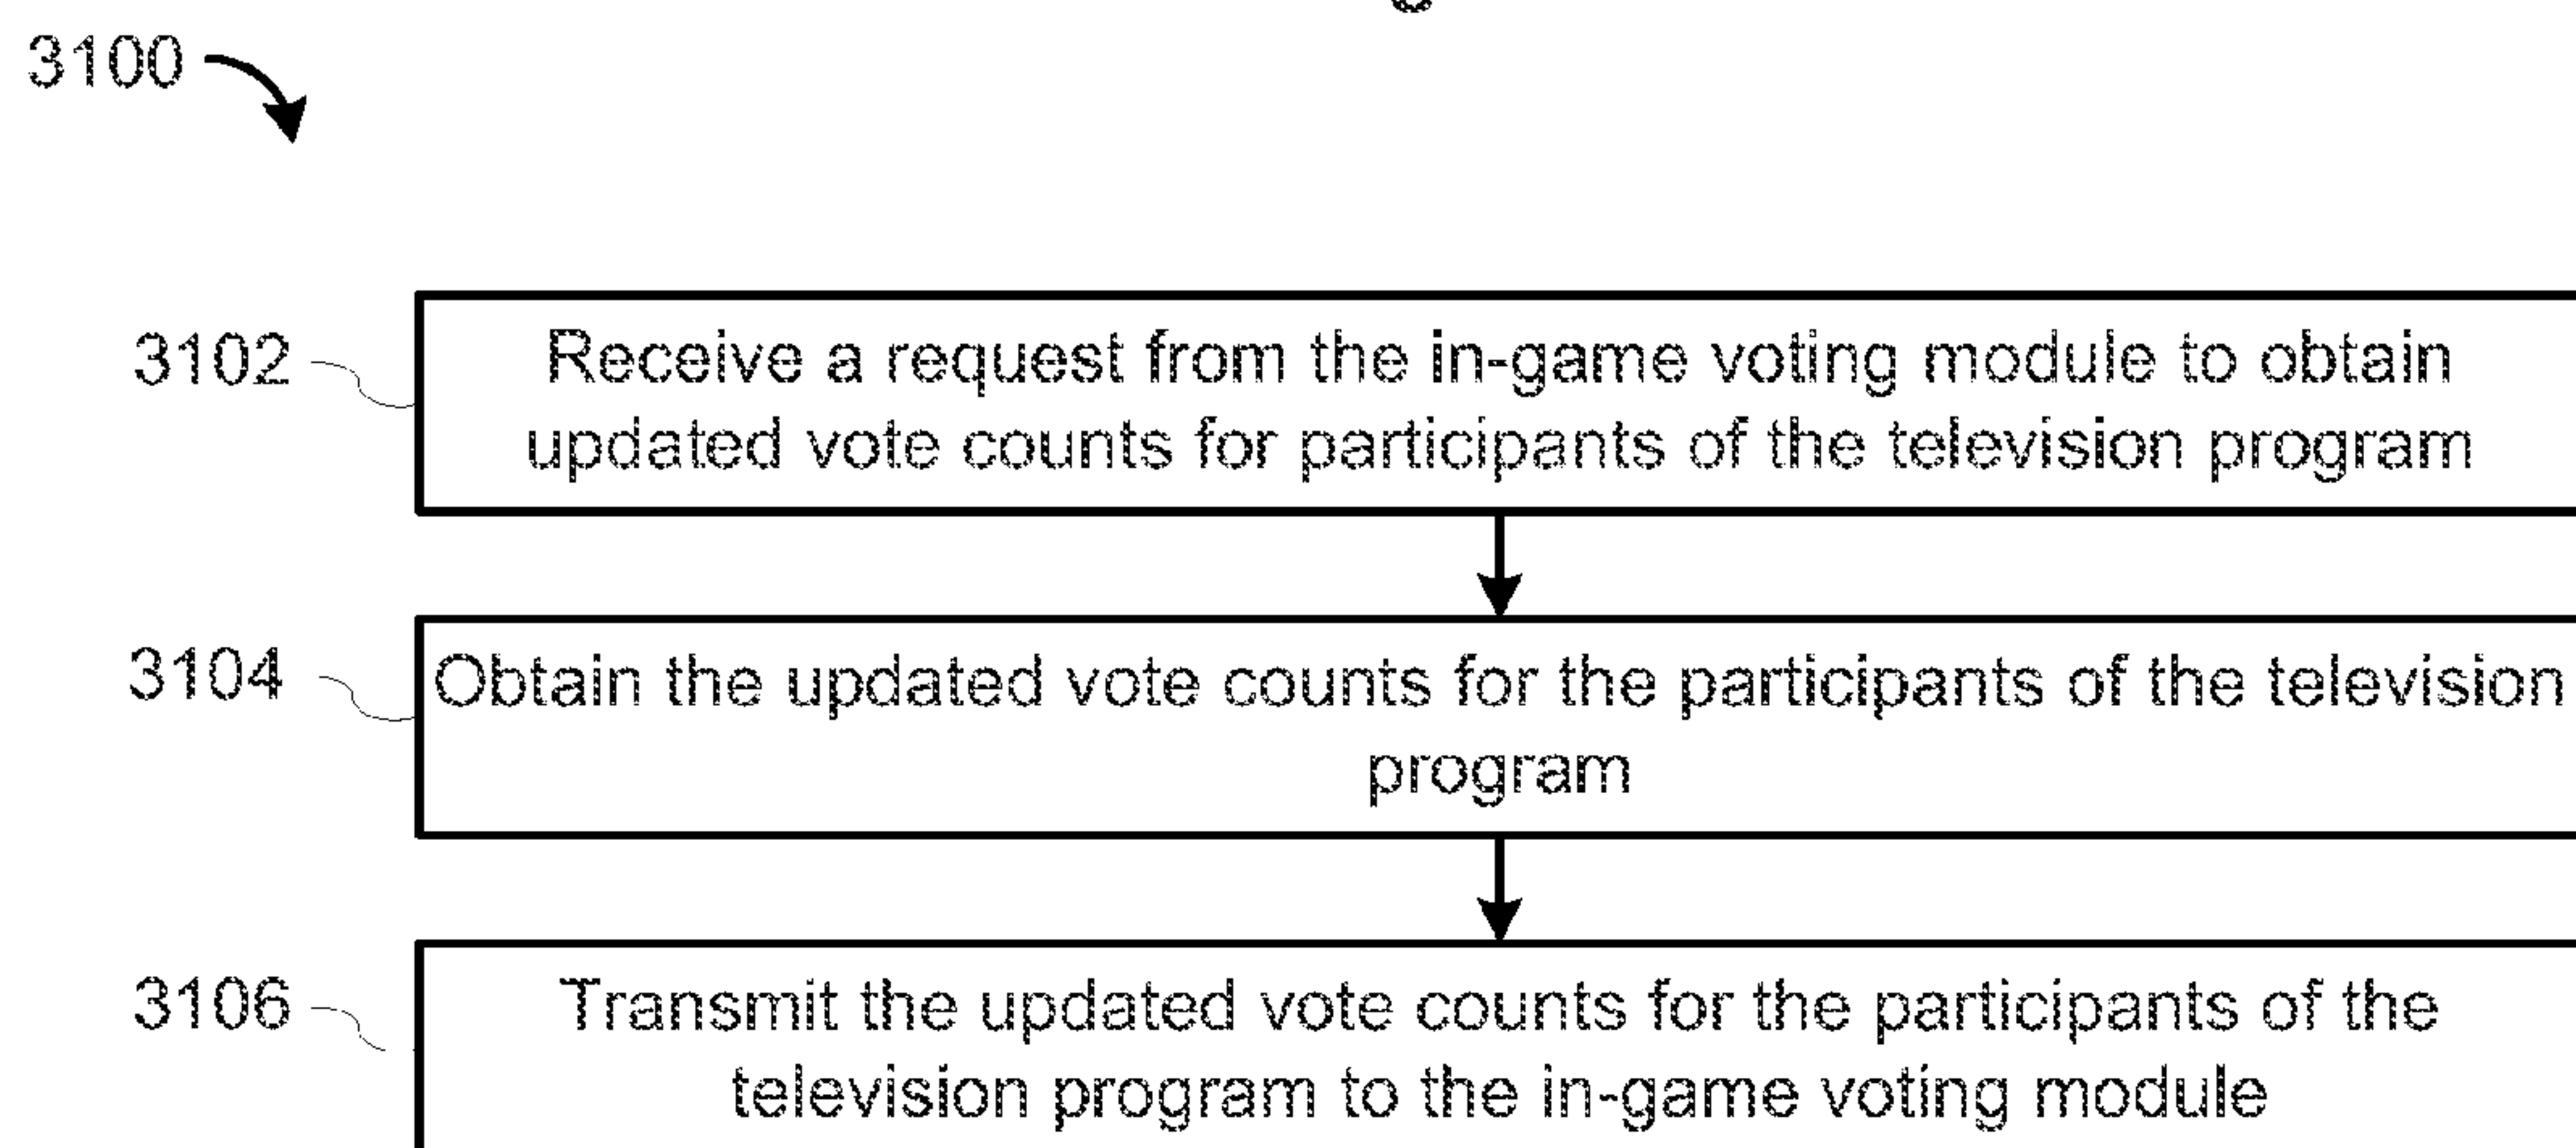 3100
3102
Receive a request from the in-game voting module to obtain
updated vote counts for participants of the television program
3104
Obtain the updated vote counts for the participants of the television
program
3106
Transmit the updated vote counts for the participants of the
television program to the in-game voting module